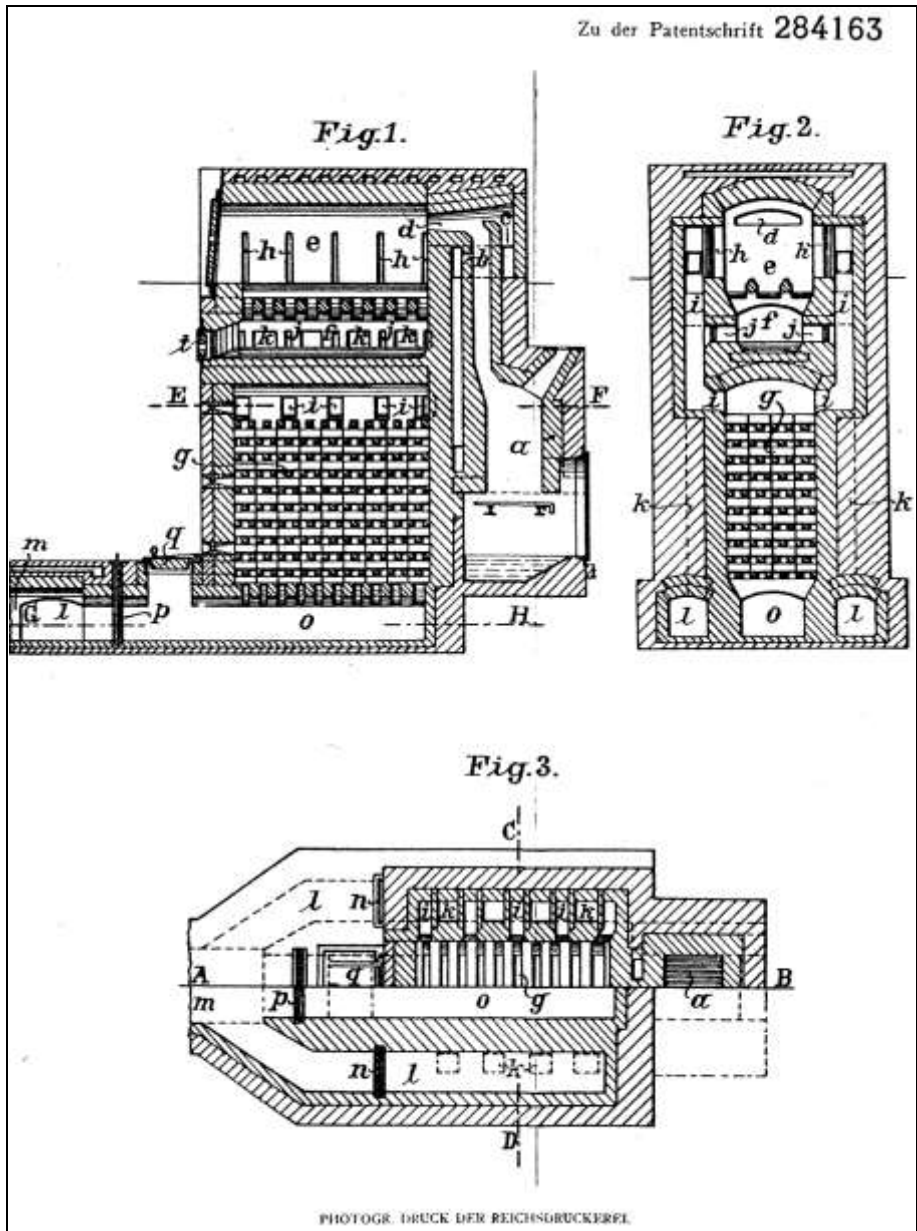 Zu der Patentschrift 284163
Fig.1.
Fig.2.
d
e
h h
b
t k j f k j k
E i i F
g
a
m q
G l p o H
d
h e k
i i
j f j
i g i
k k
l o l
Fig.3.
C
l n i k j j k
A q B
m p o g a
n l k
D
PHOTOGR. DRUCK DER REICHSDRUCKEREI.